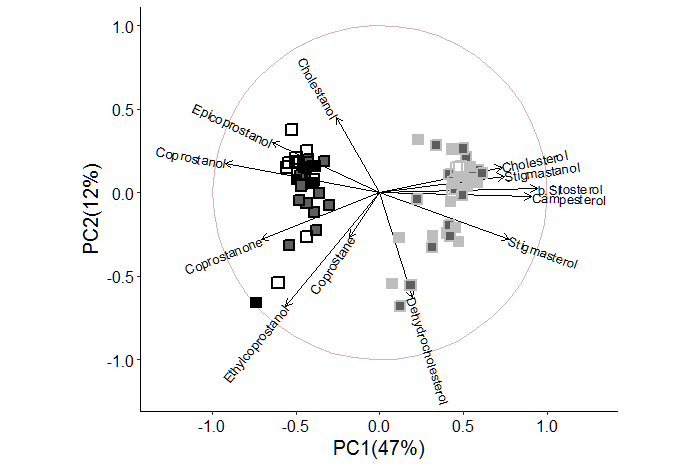 1.0
0.5
0.0
-0.5
-1.0
PC2(12%)
Cholestanol
Epicoprostanol
Coprostanol
Coprostanone
Ethylcoprostanol
Coprostane
Cholesterol
Stigmastanol
b.Sitosterol
Campesterol
Stigmasterol
Dehydrocholesterol
-1.0
-0.5
0.0
0.5
1.0
PC1(47%)